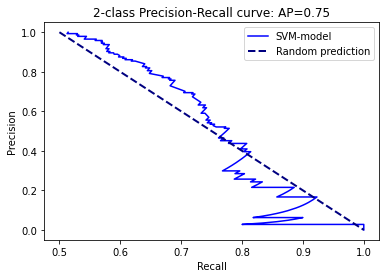 2-class Precision-Recall curve: AP=0.75
SVM-model
Random prediction
Precision
1.0
0.8
0.6
0.4
0.2
0.0
0.5 0.6 0.7 0.8 0.9 1.0
Recall